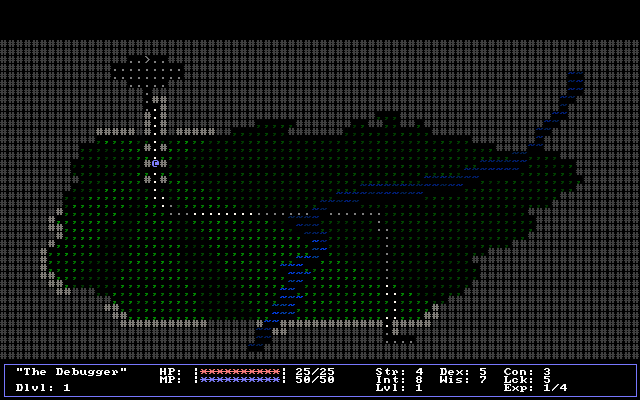 "The Debugger" HP: |**********| 25/25 Str: 4 Dex: 5 Con: 3
MP: |**********| 50/50 Int: 8 Wis: 7 Lck: 5
Dlvl: 1 Lvl: 1 Exp: 1/4